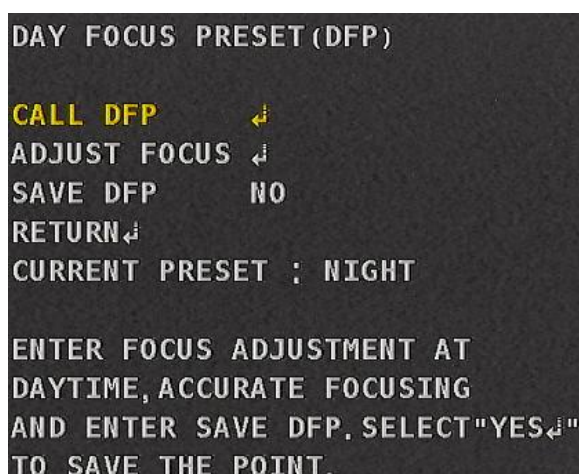 DAY FOCUS PRESET(DFP)
CALL DFP ↲
ADJUST FOCUS ↲
SAVE DFP NO
RETURN↲
CURRENT PRESET : NIGHT
ENTER FOCUS ADJUSTMENT AT
DAYTIME,ACCURATE FOCUSING
AND ENTER SAVE DFP.SELECT"YES↲"
TO SAVE THE POINT.